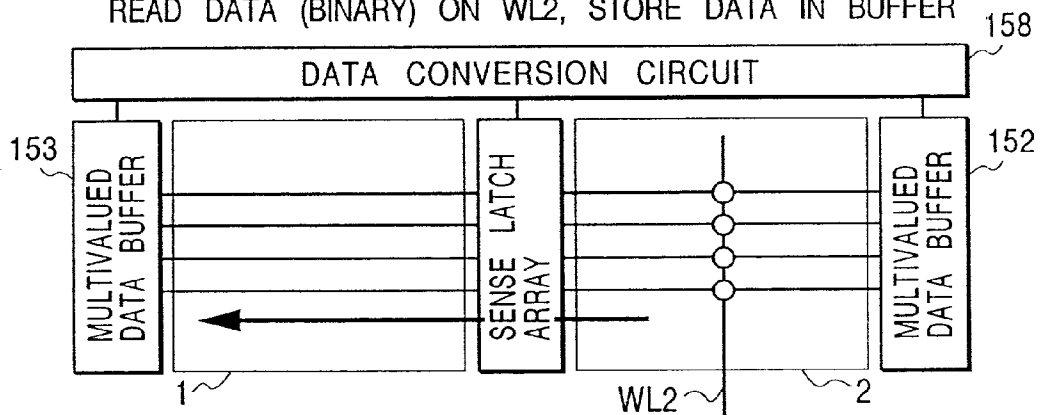 READ DATA (BINARY) ON WL2, STORE DATA IN BUFFER
158
DATA CONVERSION CIRCUIT
153
MULTIVALUED
DATA BUFFER
SENSE LATCH
ARRAY
MULTIVALUED
DATA BUFFER
152
1
WL2
2